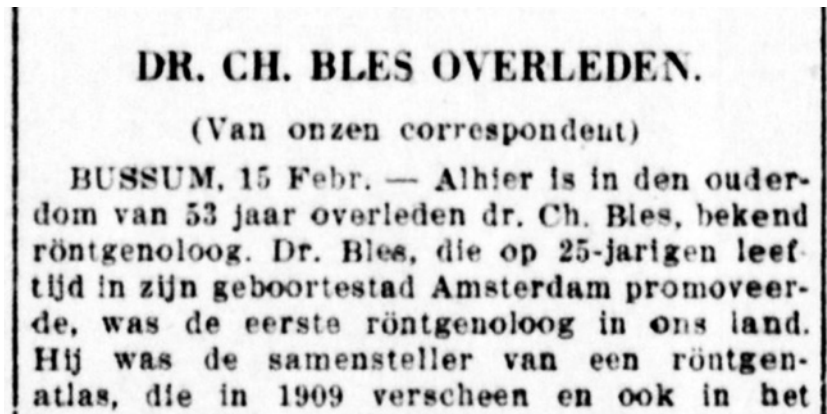 DR. CH. BLES OVERLEDEN.
(Van onzen correspondent)
BUSSUM, 15 Febr. — Alhier is in den ouder-
dom van 53 jaar overleden dr. Ch. Bles, bekend
röntgenoloog. Dr. Bles, die op 25-jarigen leef-
tijd in zijn geboortestad Amsterdam promoveer-
de, was de eerste röntgenoloog in ons land.
Hij was de samensteller van een röntgen-
atlas, die in 1909 verscheen en ook in het